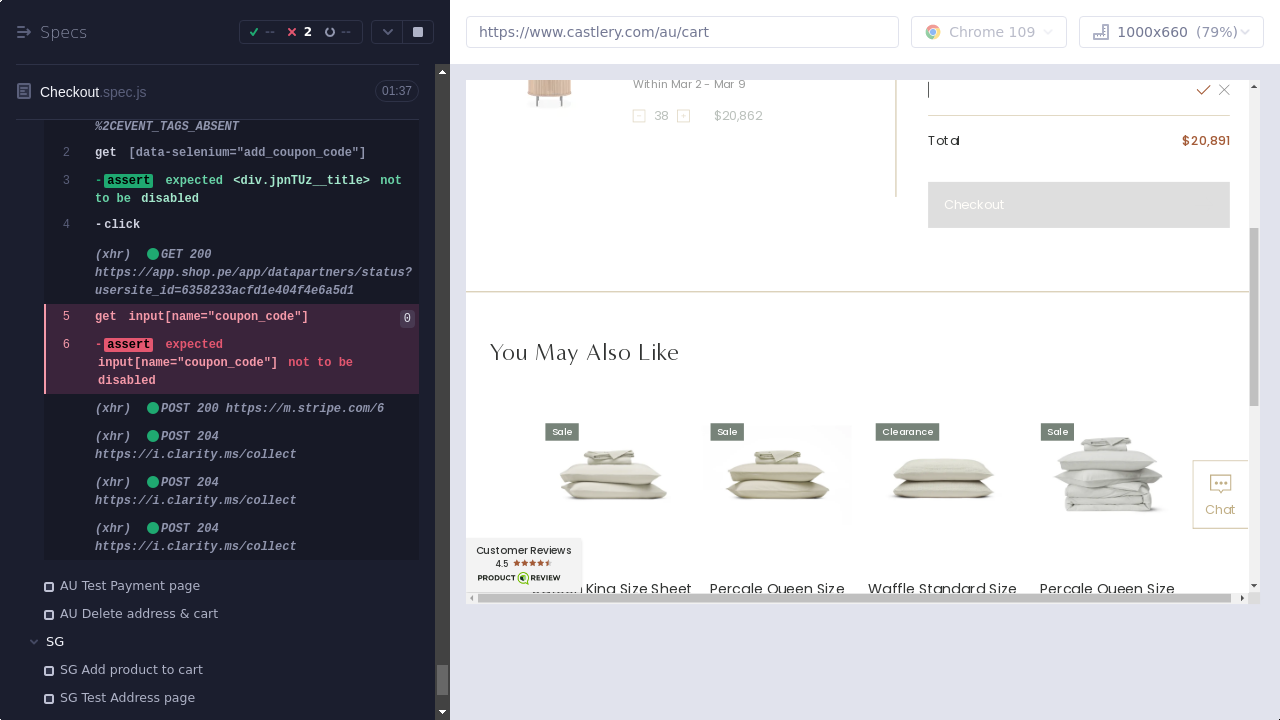 Specs
-- 2 --
https://www.castlery.com/au/cart
Chrome 109
1000x660 (79%)
Checkout.spec.js
01:37
%2CEVENT_TAGS_ABSENT
2 get [data-selenium="add_coupon_code"]
3 -assert expected <div.jpnTUz__title> not
to be disabled
4 -click
(xhr) GET 200
https://app.shop.pe/app/datapartners/status?
usersite_id=6358233acfd1e404f4e6a5d1
5 get input[name="coupon_code"] 0
6 -assert expected
input[name="coupon_code"] not to be
disabled
(xhr) POST 200 https://m.stripe.com/6
(xhr) POST 204
https://i.clarity.ms/collect
(xhr) POST 204
https://i.clarity.ms/collect
(xhr) POST 204
https://i.clarity.ms/collect
AU Test Payment page
AU Delete address & cart
SG
SG Add product to cart
SG Test Address page
Within Mar 2 - Mar 9
- 38 + $20,862
Total $20,891
Checkout
You May Also Like
Sale
Sale
Clearance
Sale
Chat
Customer Reviews
4.5
PRODUCT REVIEW
King Size Sheet
Percale Queen Size
Waffle Standard Size
Percale Queen Size